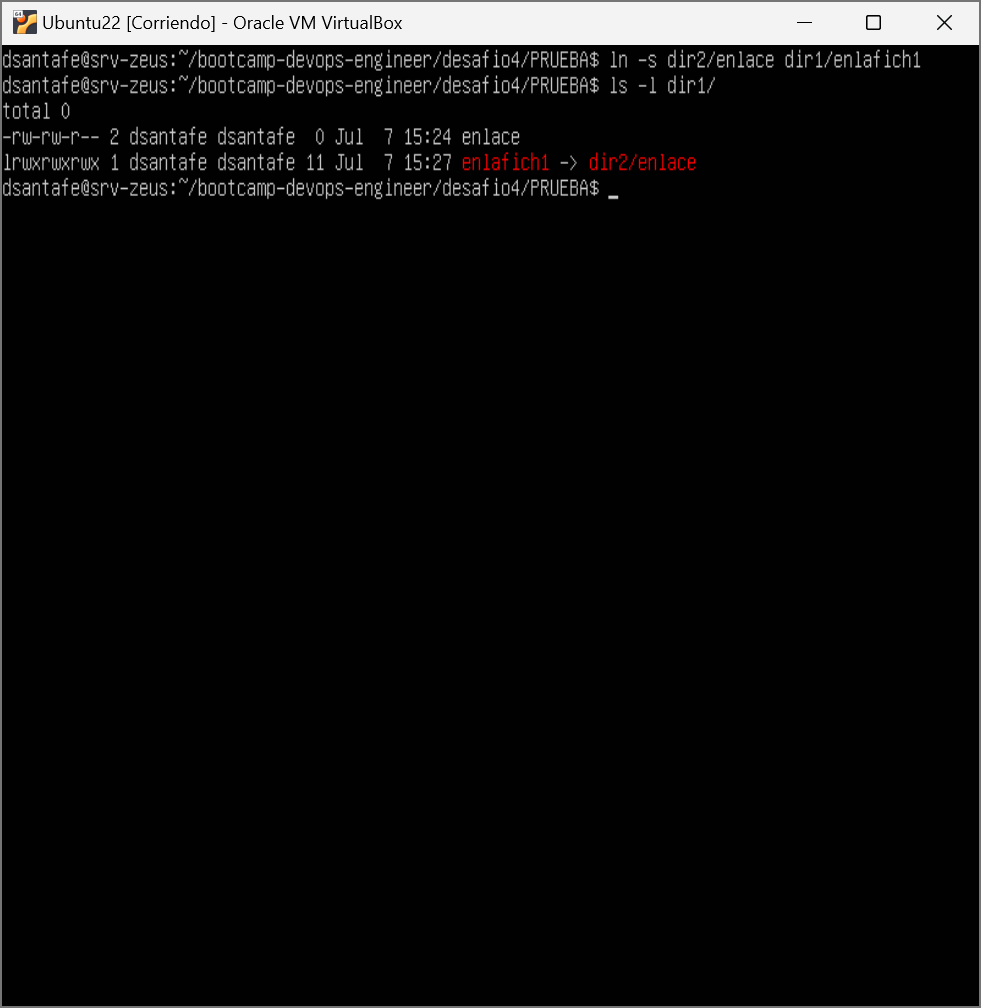 Ubuntu22 [Corriendo] - Oracle VM VirtualBox
dsantafe@srv-zeus:~/bootcamp-devops-engineer/desafio4/PRUEBA$ ln -s dir2/enlace dir1/enlafich1
dsantafe@srv-zeus:~/bootcamp-devops-engineer/desafio4/PRUEBA$ ls -l dir1/
total 0
-rw-rw-r-- 2 dsantafe dsantafe  0 Jul  7 15:24 enlace
lrwxrwxrwx 1 dsantafe dsantafe 11 Jul  7 15:27 enlafich1 -> dir2/enlace
dsantafe@srv-zeus:~/bootcamp-devops-engineer/desafio4/PRUEBA$ _